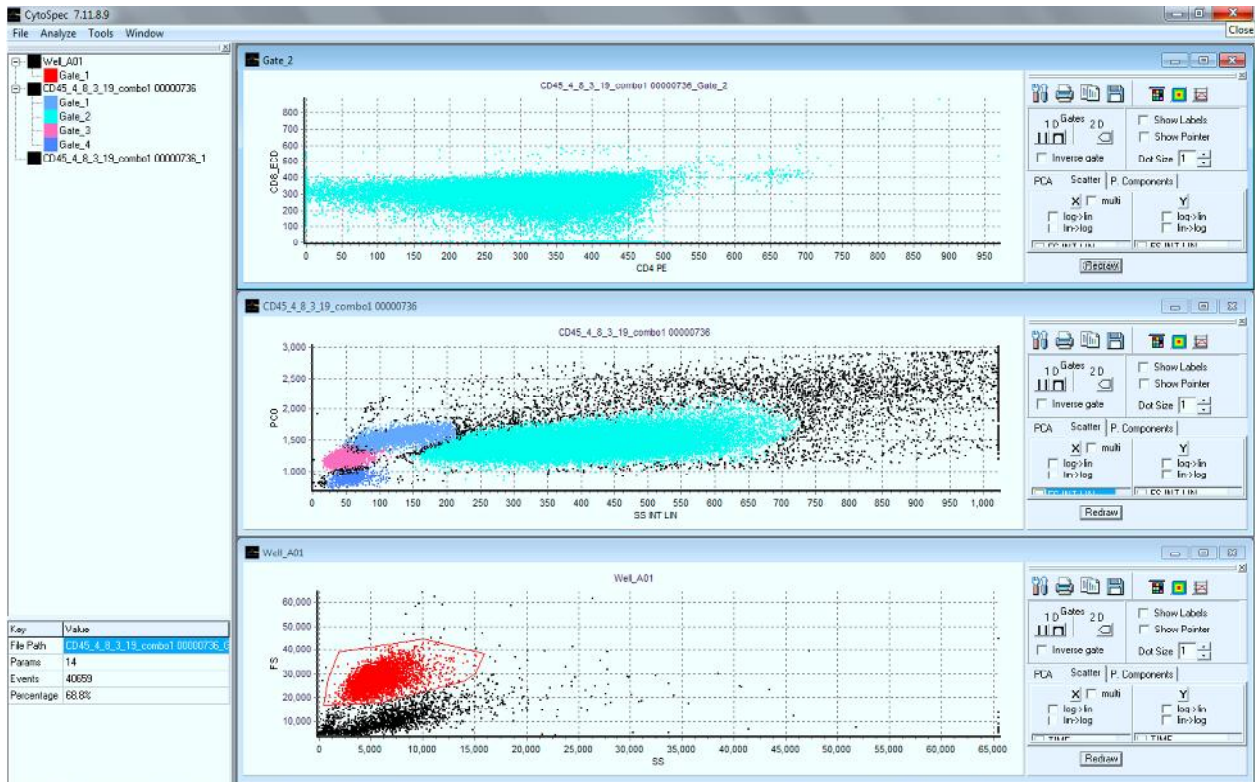 CytoSpec 7.11.8.9
Close
File Analyze Tools Window
Well_A01
Gate_1
CD45_4_8_3_19_combo1 00000736
Gate_1
Gate_2
Gate_3
Gate_4
CD45_4_8_3_19_combo1 00000736_1
Key Value
File Path CD45_4_8_3_19_combo1 00000736_G
Params 14
Events 40659
Percentage 68.8%
Gate_2
CD45_4_8_3_19_combo1 00000736_Gate_2
CD8_ECD
800
700
600
500
400
300
200
100
0
0 50 100 150 200 250 300 350 400 450 500 550 600 650 700 750 800 850 900 950
CD4 PE
1 D Gates 2 D
Show Labels
Show Pointer
Inverse gate
Dot Size 1
PCA Scatter P. Components
X multi Y
log->lin log->lin
lin->log lin->log
Redraw
CD45_4_8_3_19_combo1 00000736
CD45_4_8_3_19_combo1 00000736
PC0
3,000
2,500
2,000
1,500
1,000
0 50 100 150 200 250 300 350 400 450 500 550 600 650 700 750 800 850 900 950 1,000
SS INT LIN
1 D Gates 2 D
Show Labels
Show Pointer
Inverse gate
Dot Size 1
PCA Scatter P. Components
X multi Y
log->lin log->lin
lin->log lin->log
Redraw
Well_A01
Well_A01
FS
60,000
50,000
40,000
30,000
20,000
10,000
0 5,000 10,000 15,000 20,000 25,000 30,000 35,000 40,000 45,000 50,000 55,000 60,000 65,000
SS
1 D Gates 2 D
Show Labels
Show Pointer
Inverse gate
Dot Size 1
PCA Scatter P. Components
X multi Y
log->lin log->lin
lin->log lin->log
TIME TIME
Redraw